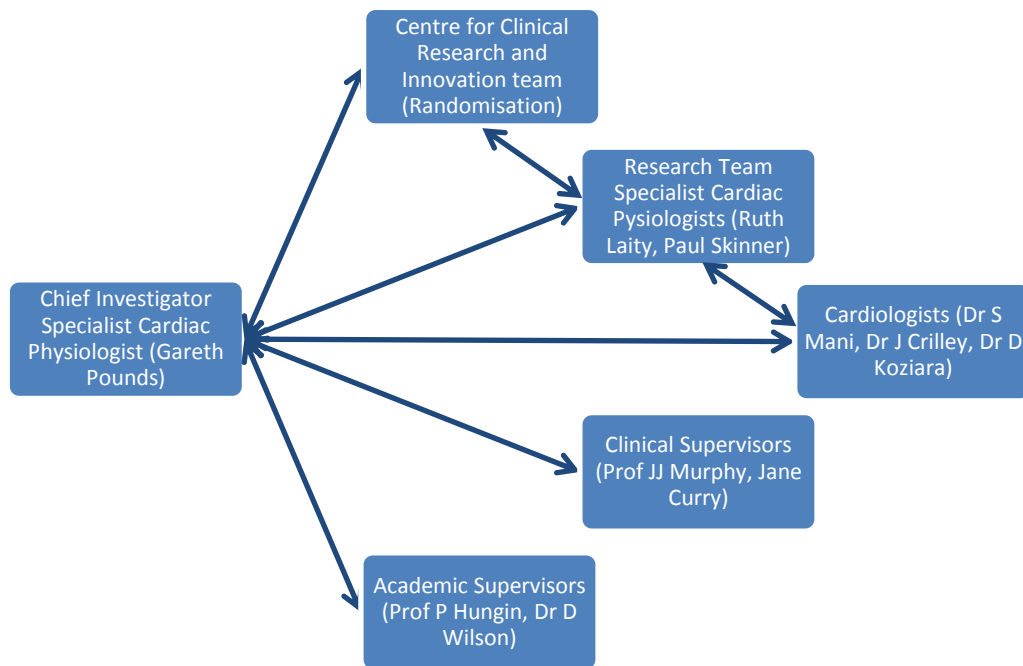 Centre for Clinical
Research and
Innovation team
(Randomisation)
Research Team
Specialist Cardiac
Pysiologists (Ruth
Laity, Paul Skinner)
Chief Investigator
Specialist Cardiac
Physiologist (Gareth
Pounds)
Cardiologists (Dr S
Mani, Dr J Crilley, Dr D
Koziara)
Clinical Supervisors
(Prof JJ Murphy, Jane
Curry)
Academic Supervisors
(Prof P Hungin, Dr D
Wilson)